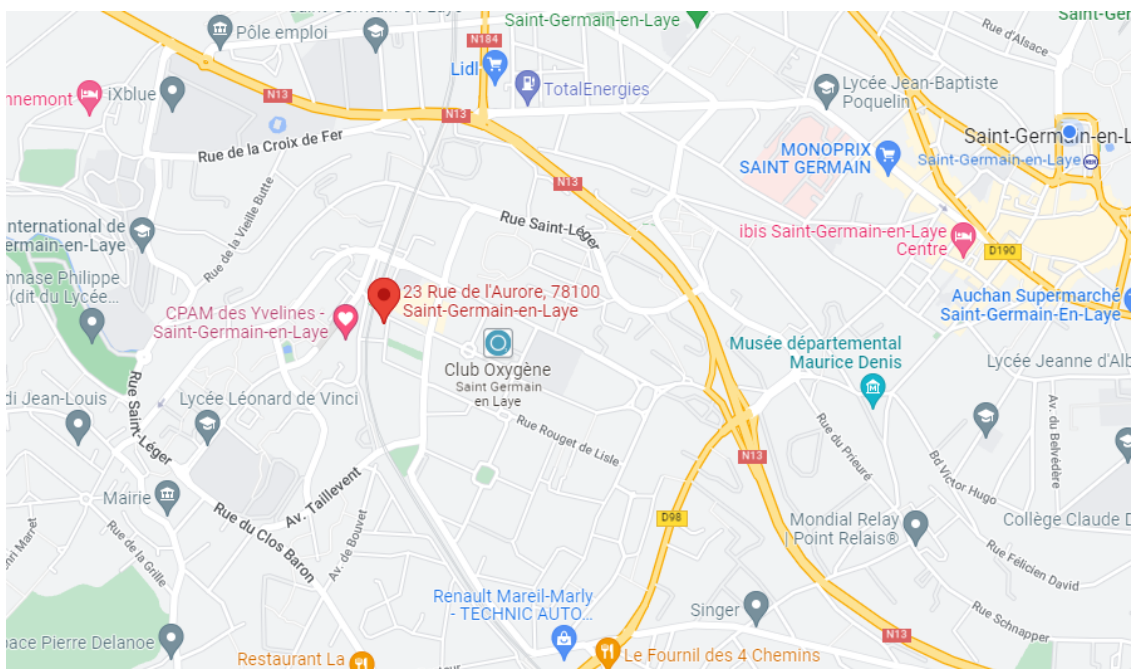 Saint-Germain-en-Laye
N184
Saint-Germain-en-Laye
Saint-Ger
Rue d'Alsace
Pôle emploi
Lidl
TotalEnergies
Lycée Jean-Baptiste
Poquelin
nnemont
iXblue
N13
N13
Rue de la Croix de Fer
MONOPRIX
SAINT GERMAIN
Saint-Germain-en-L
Saint-Germain-en-Laye
RER
N13
Rue de la Vieille Butte
Rue Saint-Léger
nternational de
ermain-en-Laye
ibis Saint-Germain-en-Laye
Centre
D190
mnase Philippe
(dit du Lycée...
23 Rue de l'Aurore, 78100
Saint-Germain-en-Laye
CPAM des Yvelines -
Saint-Germain-en-Laye
Auchan Supermarché
Saint-Germain-En-Laye
Club Oxygène
Saint Germain
en Laye
Musée départemental
Maurice Denis
Lycée Jeanne d'Alb
Rue Saint-Léger
di Jean-Louis
Lycée Léonard de Vinci
Rue Rouget de Lisle
Rue du Prieuré
Av. du Belvédère
N13
Bd Victor Hugo
Mairie
Av. Taillevent
Rue du Clos Baron
D98
Mondial Relay
| Point Relais®
Collège Claude D
enri Marret
Rue de la Grille
Av. de Bouvet
Rue Félicien David
Renault Mareil-Marly
- TECHNIC AUTO...
Singer
Rue Schnapper
N13
pace Pierre Delanoe
Restaurant La
Le Fournil des 4 Chemins